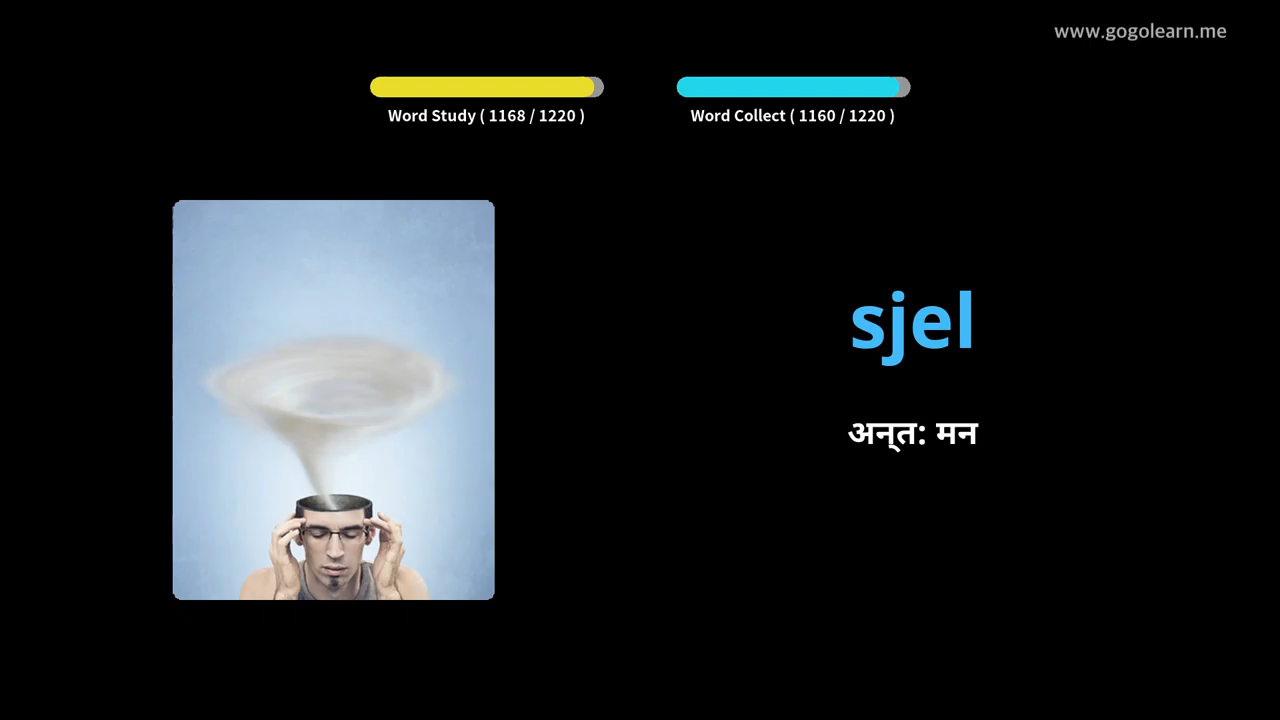 www.gogolearn.me
Word Study ( 1168 / 1220 )
Word Collect ( 1160 / 1220 )
sjel
अन्त: मन